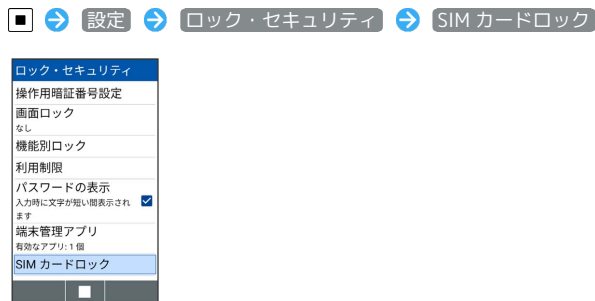 設定 ロック・セキュリティ SIM カードロック
ロック・セキュリティ
操作用暗証番号設定
画面ロック
なし
機能別ロック
利用制限
パスワードの表示
入力時に文字が短い間表示され
ます
端末管理アプリ
有効なアプリ: 1 個
SIM カードロック